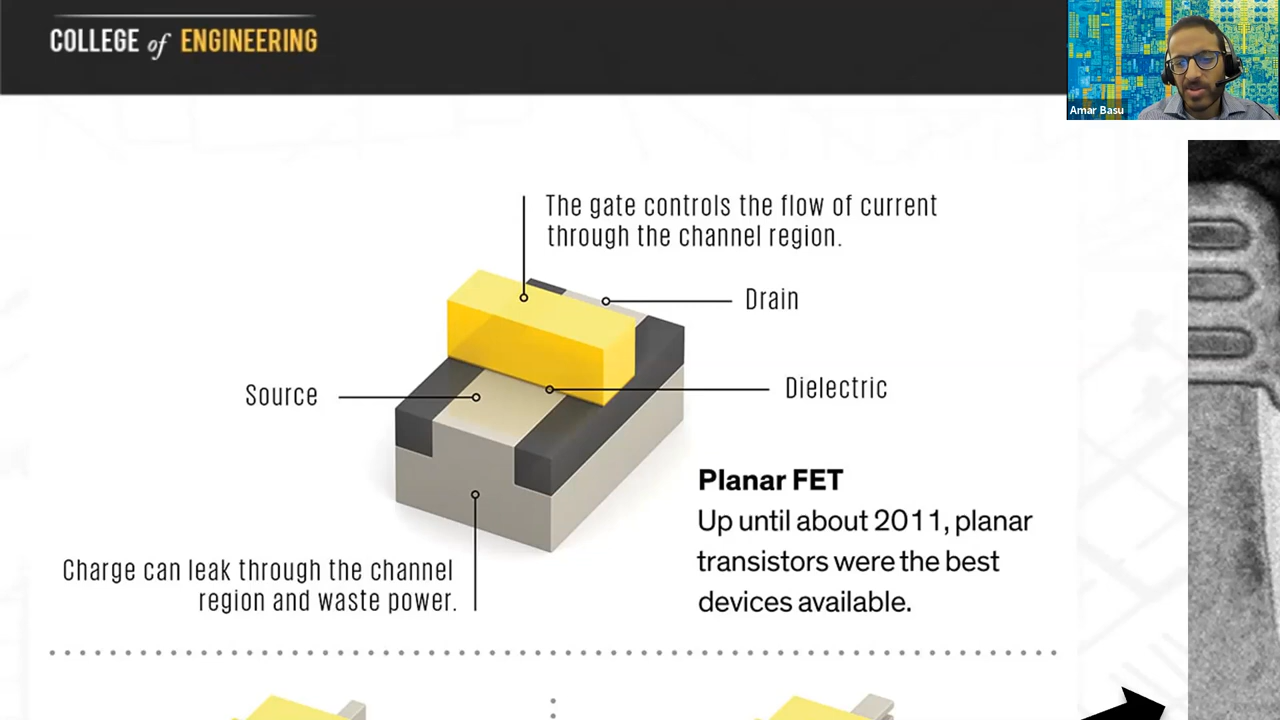 COLLEGE of ENGINEERING
Amar Basu
The gate controls the flow of current
through the channel region.
Drain
Source
Dielectric
Planar FET
Up until about 2011, planar
transistors were the best
devices available.
Charge can leak through the channel
region and waste power.